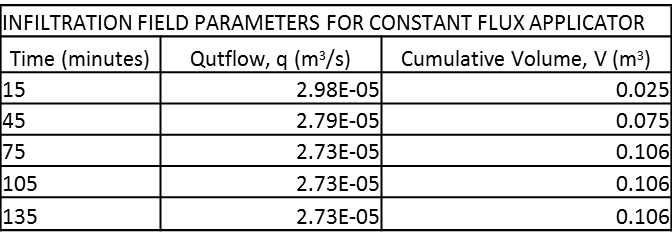 INFILTRATION FIELD PARAMETERS FOR CONSTANT FLUX APPLICATOR
Time (minutes) Qutflow, q (m³/s) Cumulative Volume, V (m³)
15 2.98E-05 0.025
45 2.79E-05 0.075
75 2.73E-05 0.106
105 2.73E-05 0.106
135 2.73E-05 0.106